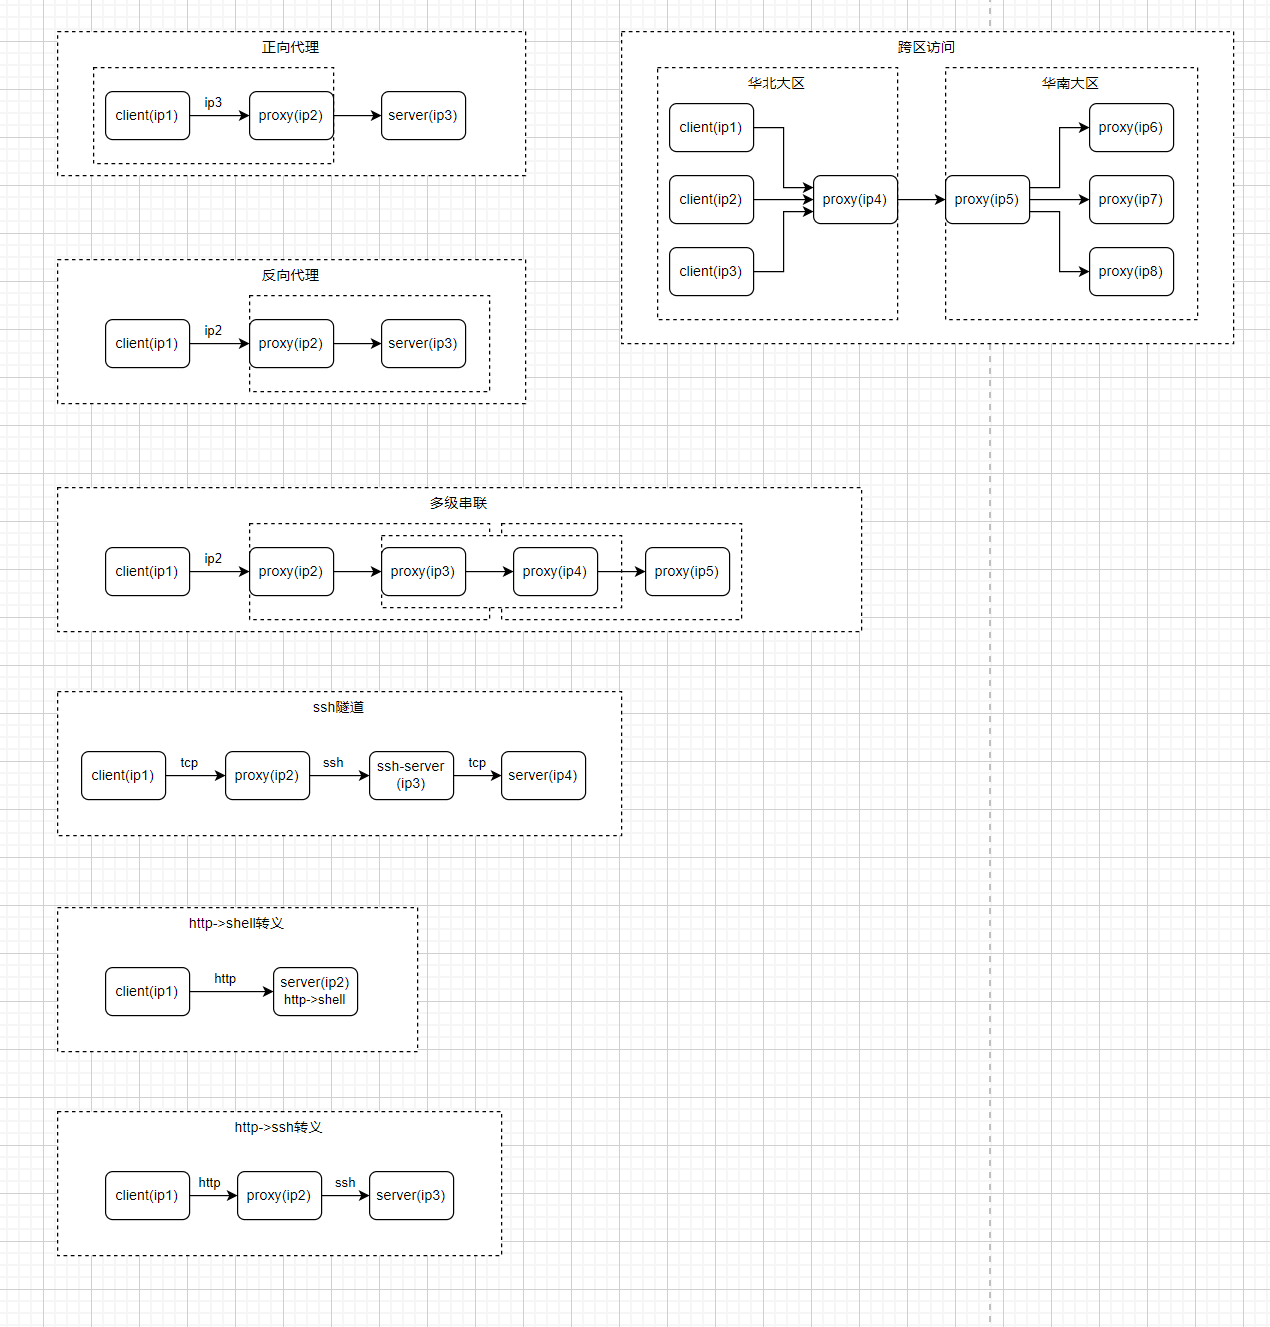 正向代理
client(ip1)
ip3
proxy(ip2)
server(ip3)
跨区访问
华北大区
client(ip1)
client(ip2)
client(ip3)
proxy(ip4)
华南大区
proxy(ip5)
proxy(ip6)
proxy(ip7)
proxy(ip8)
反向代理
client(ip1)
ip2
proxy(ip2)
server(ip3)
多级串联
client(ip1)
ip2
proxy(ip2)
proxy(ip3)
proxy(ip4)
proxy(ip5)
ssh隧道
client(ip1)
tcp
proxy(ip2)
ssh
ssh-server
(ip3)
tcp
server(ip4)
http->shell转义
client(ip1)
http
server(ip2)
http->shell
http->ssh转义
client(ip1)
http
proxy(ip2)
ssh
server(ip3)